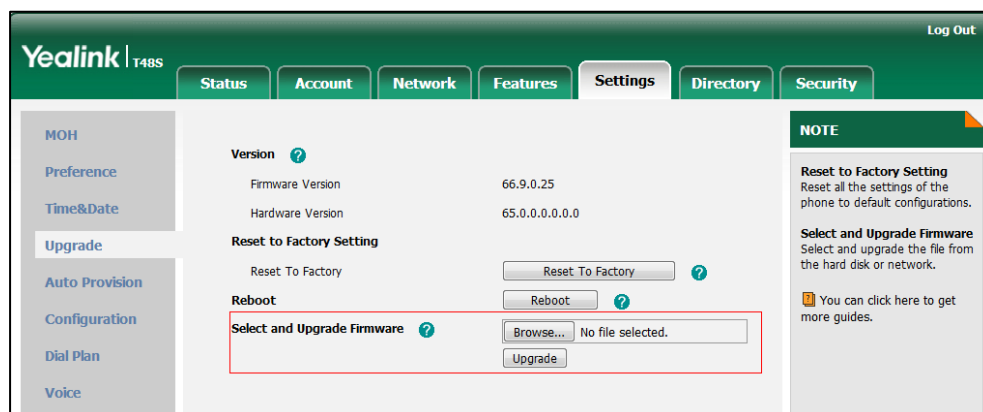 Log Out
Yealink | T48S
Status Account Network Features Settings Directory Security
MOH
Preference
Time&Date
Upgrade
Auto Provision
Configuration
Dial Plan
Voice
Version ?
Firmware Version 66.9.0.25
Hardware Version 65.0.0.0.0.0.0
Reset to Factory Setting
Reset To Factory Reset To Factory ?
Reboot Reboot ?
Select and Upgrade Firmware ? Browse... No file selected.
Upgrade
NOTE
Reset to Factory Setting
Reset all the settings of the
phone to default configurations.
Select and Upgrade Firmware
Select and upgrade the file from
the hard disk or network.
? You can click here to get
more guides.